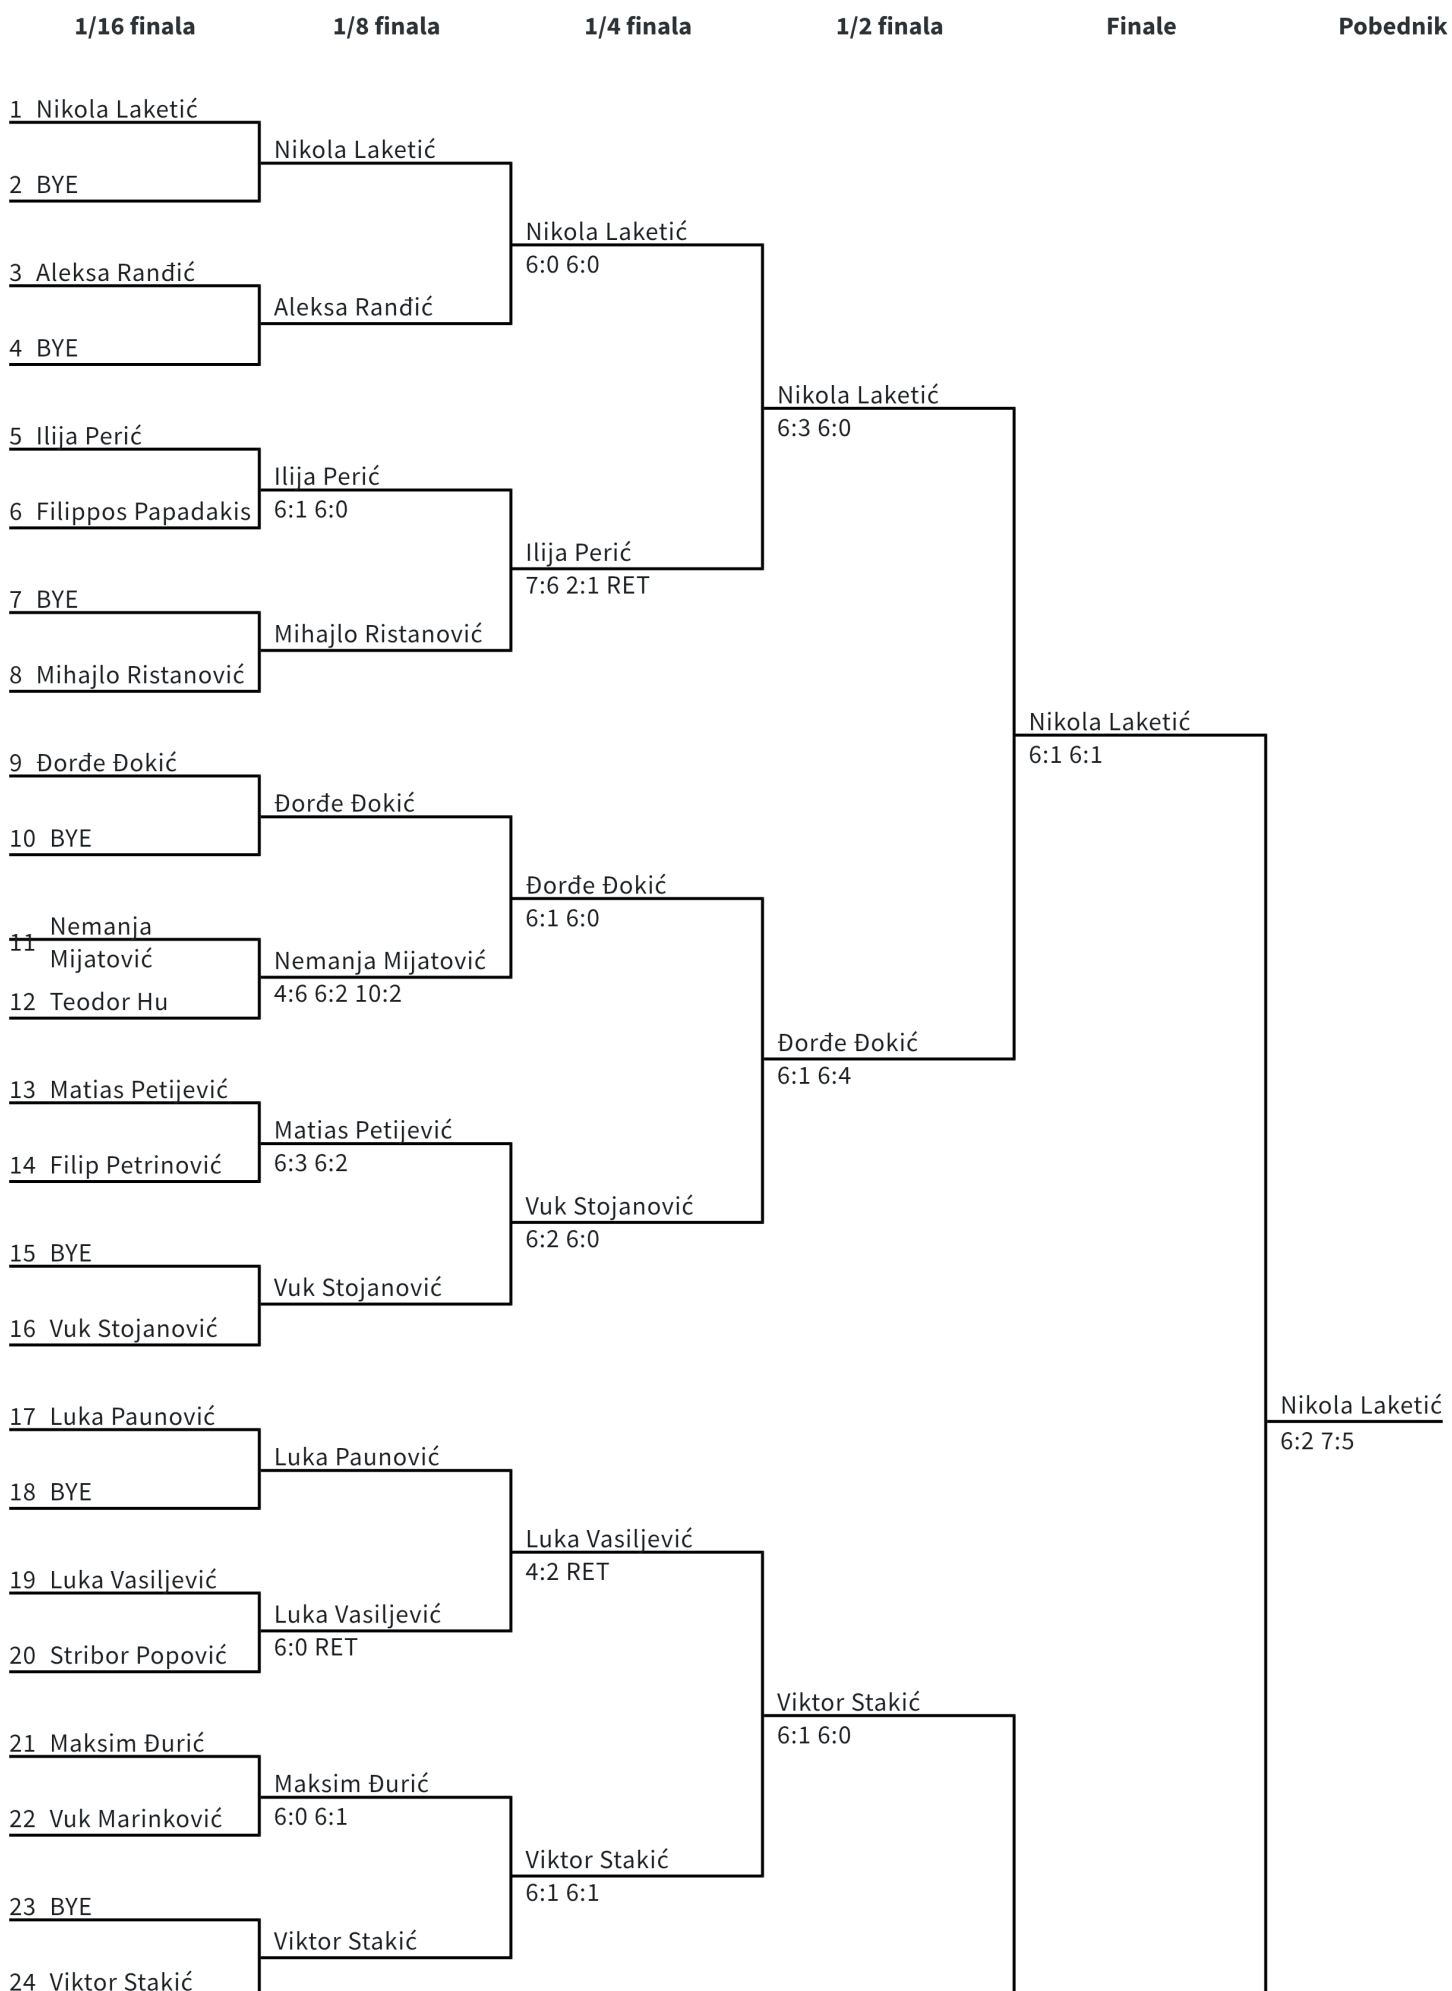 1/16 finala
1/8 finala
1/4 finala
1/2 finala
Finale
Pobednik
1 Nikola Laketić
2 BYE
3 Aleksa Ranđić
4 BYE
5 Ilija Perić
6 Filippos Papadakis
7 BYE
8 Mihajlo Ristanović
9 Đorđe Đokić
10 BYE
11 Nemanja
Mijatović
12 Teodor Hu
13 Matias Petijević
14 Filip Petrinović
15 BYE
16 Vuk Stojanović
17 Luka Paunović
18 BYE
19 Luka Vasiljević
20 Stribor Popović
21 Maksim Đurić
22 Vuk Marinković
23 BYE
24 Viktor Stakić
Nikola Laketić
Aleksa Ranđić
Ilija Perić
6:1 6:0
Mihajlo Ristanović
Đorđe Đokić
Nemanja Mijatović
4:6 6:2 10:2
Matias Petijević
6:3 6:2
Vuk Stojanović
Luka Paunović
Luka Vasiljević
6:0 RET
Maksim Đurić
6:0 6:1
Viktor Stakić
Nikola Laketić
6:0 6:0
Ilija Perić
7:6 2:1 RET
Đorđe Đokić
6:1 6:0
Vuk Stojanović
6:2 6:0
Luka Vasiljević
4:2 RET
Viktor Stakić
6:1 6:1
Nikola Laketić
6:3 6:0
Đorđe Đokić
6:1 6:4
Viktor Stakić
6:1 6:0
Nikola Laketić
6:1 6:1
Nikola Laketić
6:2 7:5